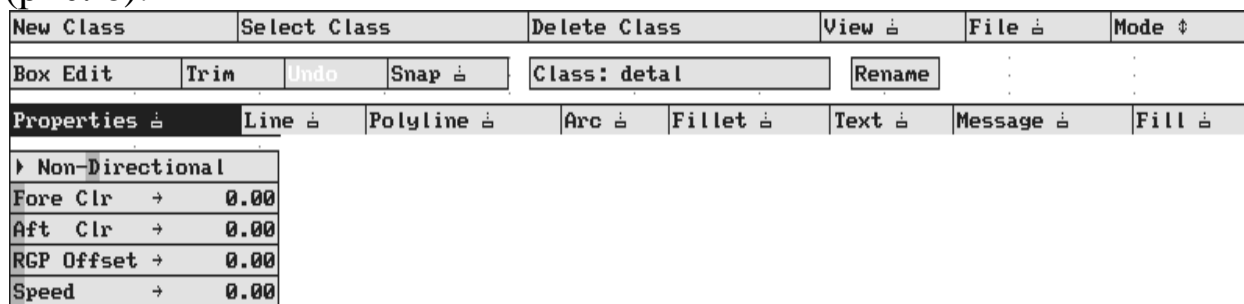 New Class Select Class Delete Class View File Mode
Box Edit Trim Undo Snap Class: detal Rename
Properties Line Polyline Arc Fillet Text Message Fill
Non-Directional
Fore Clr → 0.00
Aft Clr → 0.00
RGP Offset → 0.00
Speed → 0.00